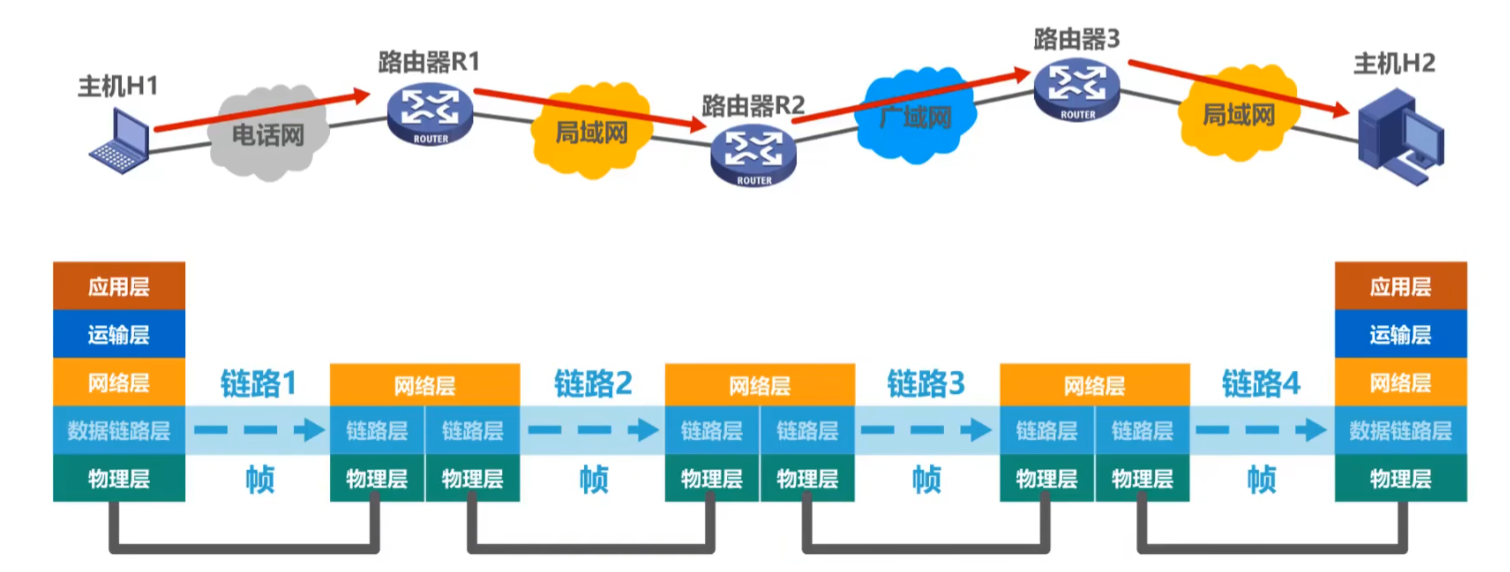 主机H1
路由器R1
路由器R2
路由器3
主机H2
电话网
局域网
广域网
局域网
ROUTER
ROUTER
ROUTER
应用层
运输层
网络层
数据链路层
物理层
链路1
帧
网络层
链路层 链路层
物理层 物理层
链路2
帧
网络层
链路层 链路层
物理层 物理层
链路3
帧
网络层
链路层 链路层
物理层 物理层
链路4
帧
应用层
运输层
网络层
数据链路层
物理层